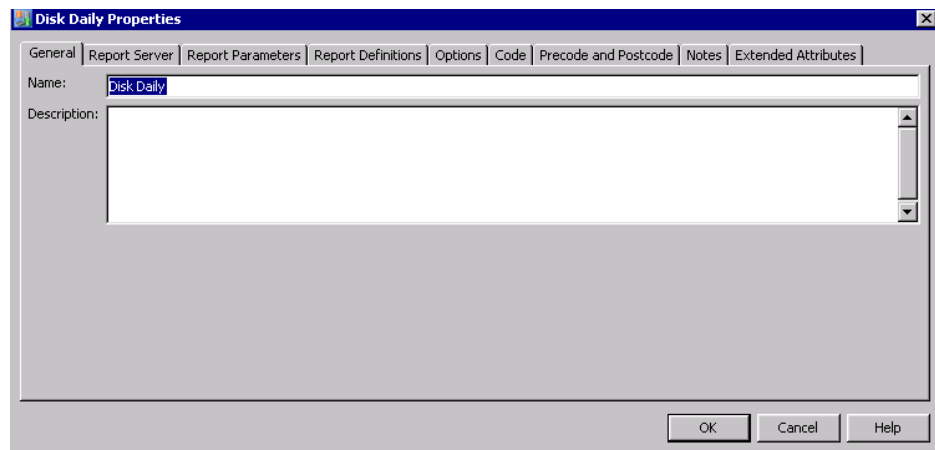 Disk Daily Properties
General Report Server Report Parameters Report Definitions Options Code Precode and Postcode Notes Extended Attributes
Name: Disk Daily
Description:
OK Cancel Help